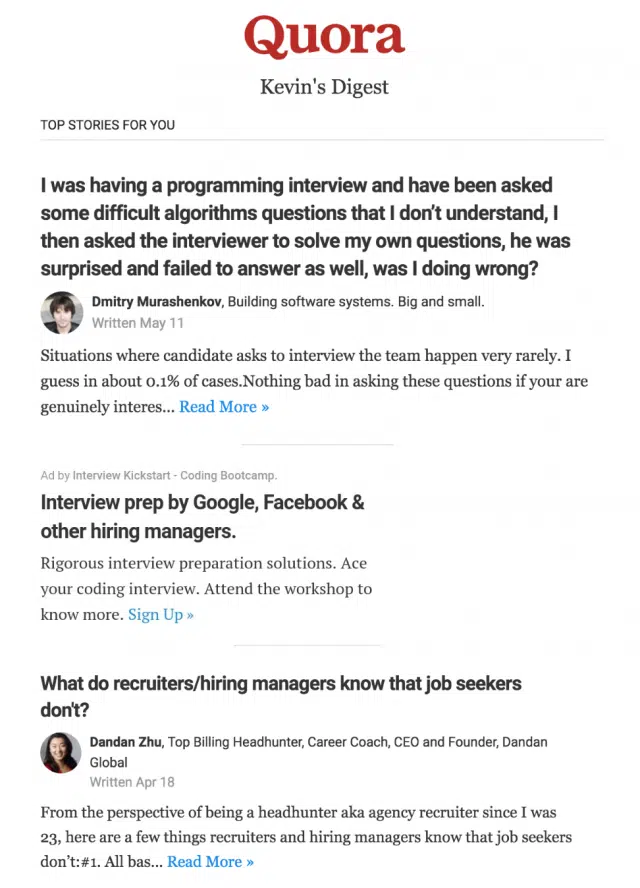 Quora
Kevin's Digest
TOP STORIES FOR YOU
I was having a programming interview and have been asked
some difficult algorithms questions that I don’t understand, I
then asked the interviewer to solve my own questions, he was
surprised and failed to answer as well, was I doing wrong?
Dmitry Murashenkov, Building software systems. Big and small.
Written May 11
Situations where candidate asks to interview the team happen very rarely. I
guess in about 0.1% of cases.Nothing bad in asking these questions if your are
genuinely interes... Read More »
Ad by Interview Kickstart - Coding Bootcamp.
Interview prep by Google, Facebook &
other hiring managers.
Rigorous interview preparation solutions. Ace
your coding interview. Attend the workshop to
know more. Sign Up »
What do recruiters/hiring managers know that job seekers
don't?
Dandan Zhu, Top Billing Headhunter, Career Coach, CEO and Founder, Dandan
Global
Written Apr 18
From the perspective of being a headhunter aka agency recruiter since I was
23, here are a few things recruiters and hiring managers know that job seekers
don’t:#1. All bas... Read More »